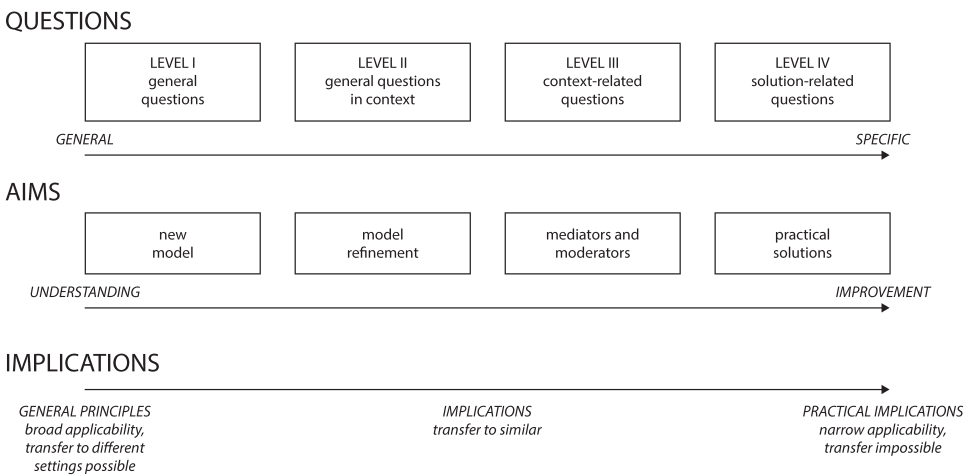 QUESTIONS
LEVEL I
general
questions
LEVEL II
general questions
in context
LEVEL III
context-related
questions
LEVEL IV
solution-related
questions
GENERAL
SPECIFIC
AIMS
new
model
model
refinement
mediators and
moderators
practical
solutions
UNDERSTANDING
IMPROVEMENT
IMPLICATIONS
GENERAL PRINCIPLES
broad applicability,
transfer to different
settings possible
IMPLICATIONS
transfer to similar
PRACTICAL IMPLICATIONS
narrow applicability,
transfer impossible